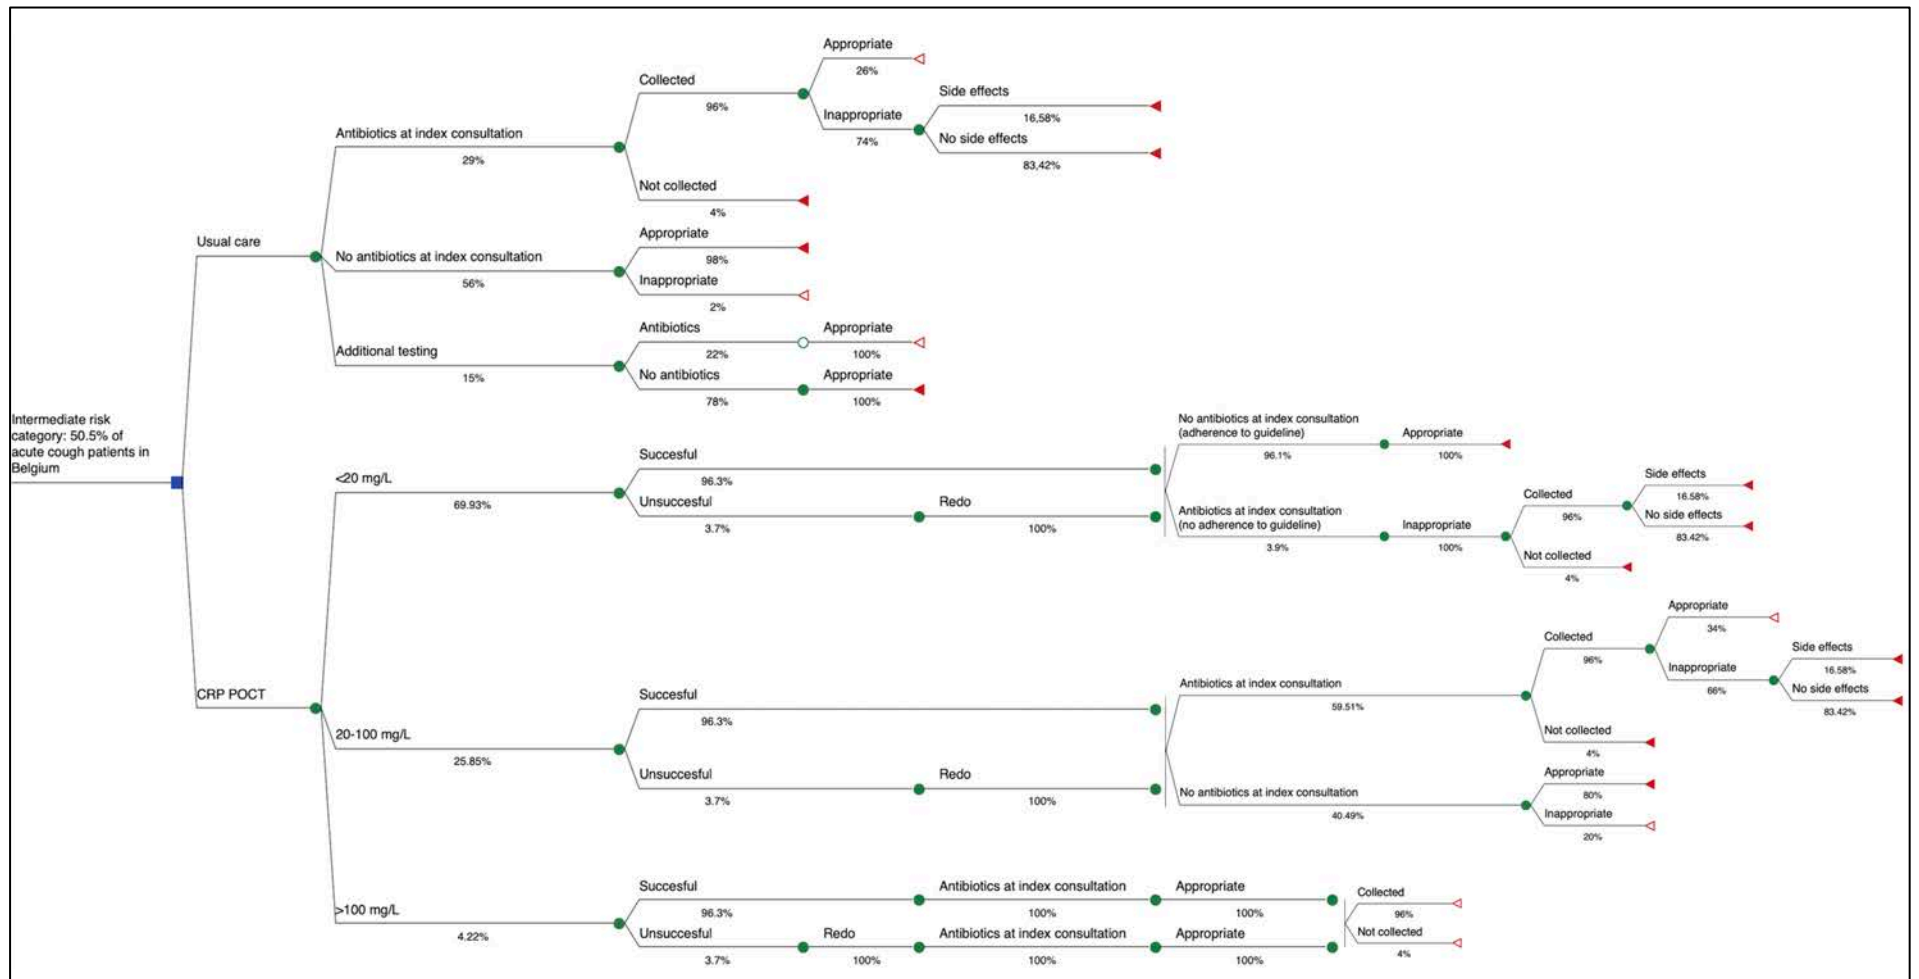 Intermediate risk
category: 50.5% of
acute cough patients in
Belgium
Usual care
Antibiotics at index consultation
29%
Collected
96%
Appropriate
26%
Inappropriate
74%
Side effects
16,58%
No side effects
83,42%
Not collected
4%
No antibiotics at index consultation
56%
Appropriate
98%
Inappropriate
2%
Additional testing
15%
Antibiotics
22%
Appropriate
100%
No antibiotics
78%
Appropriate
100%
CRP POCT
<20 mg/L
69.93%
Succesful
96.3%
Unsuccesful
3.7%
Redo
100%
No antibiotics at index consultation
(adherence to guideline)
96.1%
Appropriate
100%
Antibiotics at index consultation
(no adherence to guideline)
3.9%
Inappropriate
100%
Collected
96%
Side effects
16.58%
No side effects
83.42%
Not collected
4%
20-100 mg/L
25.85%
Succesful
96.3%
Unsuccesful
3.7%
Redo
100%
Antibiotics at index consultation
59.51%
Collected
96%
Appropriate
34%
Inappropriate
66%
Side effects
16.58%
No side effects
83.42%
Not collected
4%
No antibiotics at index consultation
40.49%
Appropriate
80%
Inappropriate
20%
>100 mg/L
4.22%
Succesful
96.3%
Antibiotics at index consultation
100%
Appropriate
100%
Unsuccesful
3.7%
Redo
100%
Antibiotics at index consultation
100%
Appropriate
100%
Collected
96%
Not collected
4%